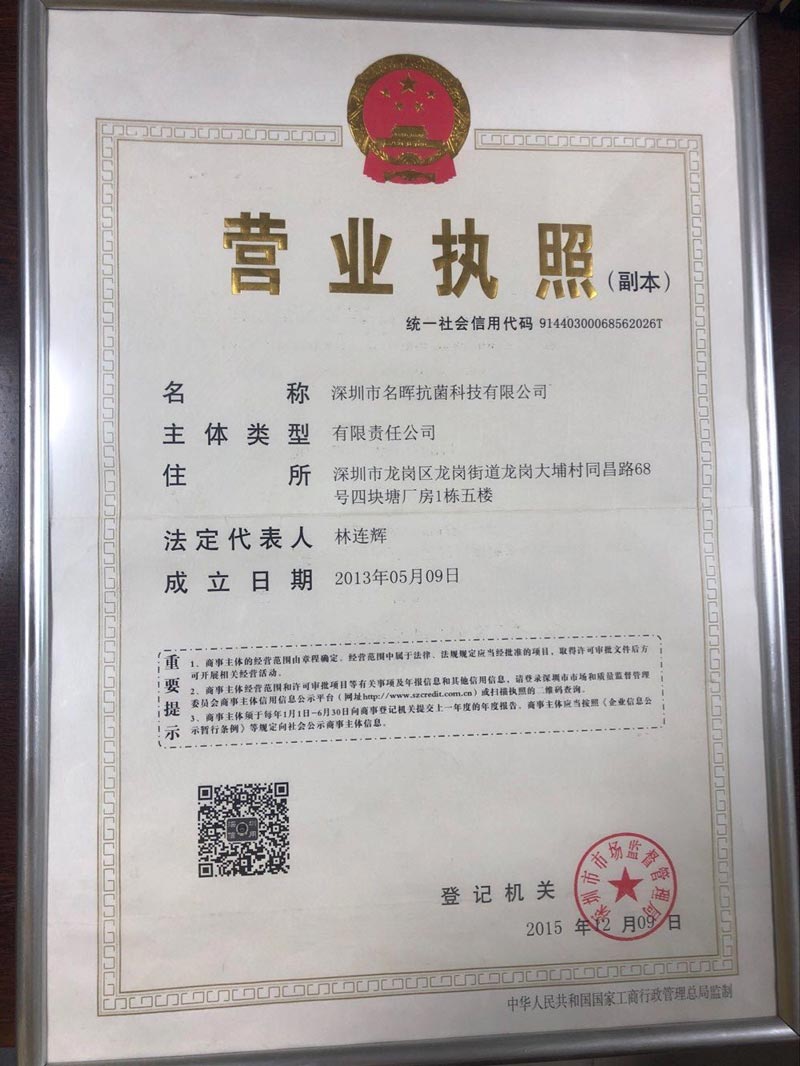 营业执照（副本）
统一社会信用代码 91440300068562026T
名称 深圳市名晖抗菌科技有限公司
主体类型 有限责任公司
住所 深圳市龙岗区龙岗街道龙岗大埔村同昌路68
号四块塘厂房1栋五楼
法定代表人 林连辉
成立日期 2013年05月09日
重要提示
1、商事主体的经营范围由章程确定。经营范围中属于法律、法规规定应当经批准的项目，取得许可审批文件后方
可开展相关经营活动。
2、商事主体经营范围和许可审批项目等有关事项及年报信息和其他信用信息，请登录深圳市市场和质量监督管理
委员会商事主体信用信息公示平台（网址http://www.szcredit.com.cn）或扫描执照的二维码查询。
3、商事主体须于每年1月1日-6月30日向商事登记机关提交上一年度的年度报告。商事主体应当按照《企业信息公
示暂行条例》等规定向社会公示商事主体信息。
登记机关
深圳市市场监督管理局
2015 年12 月09 日
中华人民共和国国家工商行政管理总局监制